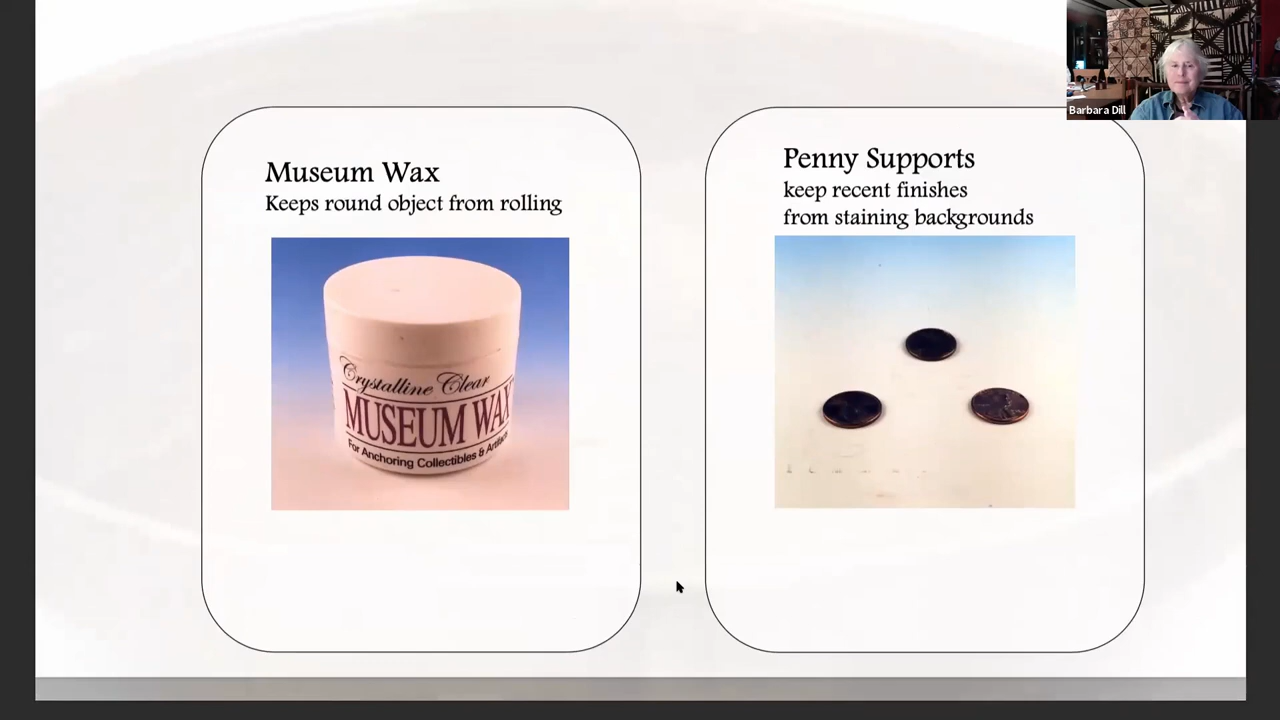 Museum Wax
Keeps round object from rolling
Crystalline Clear
MUSEUM WAX
For Anchoring Collectibles & Artifacts
Penny Supports
keep recent finishes
from staining backgrounds
Barbara Dill